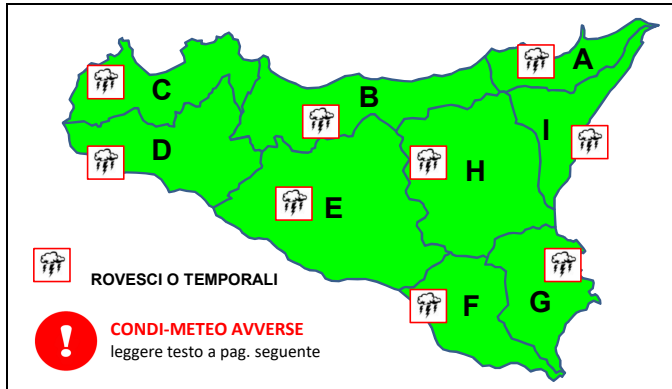 A
C
B
I
D
H
E
ROVESCI O TEMPORALI
F
G
!
CONDI-METEO AVVERSE
leggere testo a pag. seguente